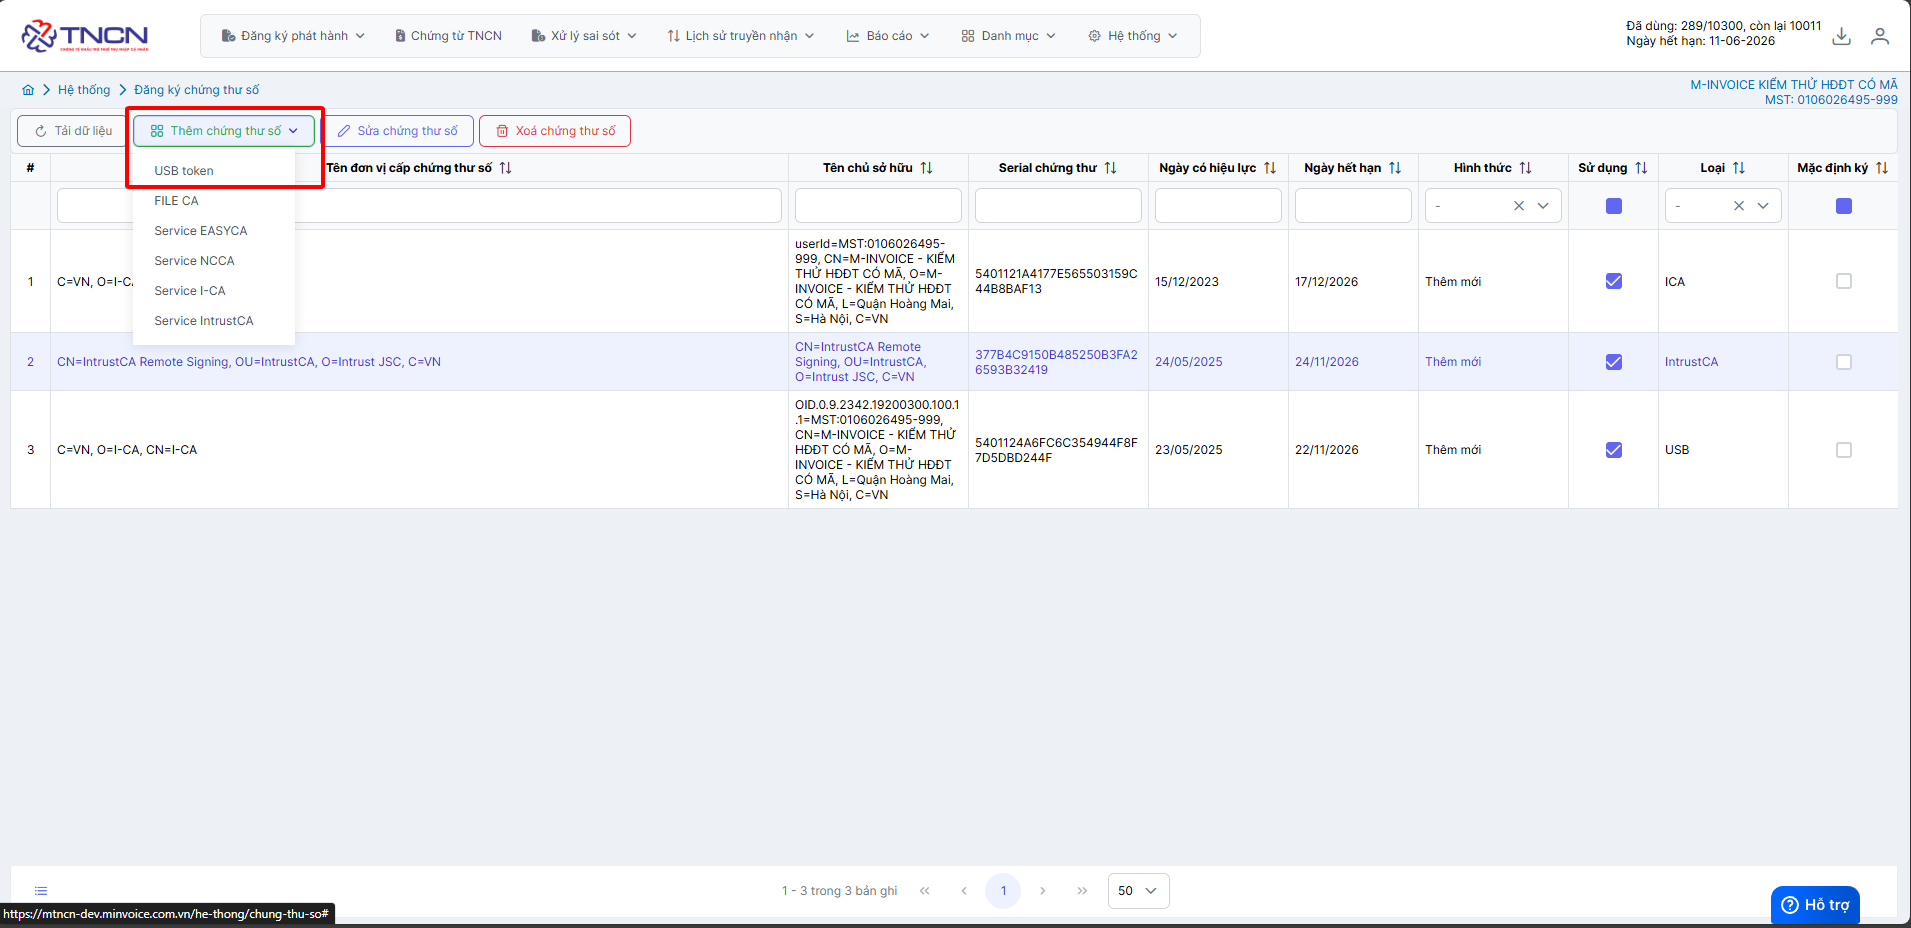 TNCN
Đăng ký phát hành
Chứng từ TNCN
Xử lý sai sót
Lịch sử truyền nhận
Báo cáo
Danh mục
Hệ thống
Đã dùng: 289/10300, còn lại 10011
Ngày hết hạn: 11-06-2026
Hệ thống
Đăng ký chứng thư số
M-INVOICE KIỂM THỬ HĐĐT CÓ MÃ
MST: 0106026495-999
Tải dữ liệu
Thêm chứng thư số
Sửa chứng thư số
Xoá chứng thư số
USB token
FILE CA
Service EASYCA
Service NCCA
Service I-CA
Service IntrustCA
#
Tên đơn vị cấp chứng thư số
Tên chủ sở hữu
Serial chứng thư
Ngày có hiệu lực
Ngày hết hạn
Hình thức
Sử dụng
Loại
Mặc định ký
-
-
1
C=VN, O=I-C
userId=MST:0106026495-
999, CN=M-INVOICE - KIỂM
THỬ HĐĐT CÓ MÃ, O=M-
INVOICE - KIỂM THỬ HĐĐT
CÓ MÃ, L=Quận Hoàng Mai,
S=Hà Nội, C=VN
5401121A4177E565503159C
44B8BAF13
15/12/2023
17/12/2026
Thêm mới
ICA
2
CN=IntrustCA Remote Signing, OU=IntrustCA, O=Intrust JSC, C=VN
CN=IntrustCA Remote
Signing, OU=IntrustCA,
O=Intrust JSC, C=VN
377B4C9150B485250B3FA2
6593B32419
24/05/2025
24/11/2026
Thêm mới
IntrustCA
3
C=VN, O=I-CA, CN=I-CA
OID.0.9.2342.19200300.100.1
.1=MST:0106026495-999,
CN=M-INVOICE - KIỂM THỬ
HĐĐT CÓ MÃ, O=M-
INVOICE - KIỂM THỬ HĐĐT
CÓ MÃ, L=Quận Hoàng Mai,
S=Hà Nội, C=VN
5401124A6FC6C354944F8F
7D5DBD244F
23/05/2025
22/11/2026
Thêm mới
USB
1 - 3 trong 3 bản ghi
1
50
Hỗ trợ
https://mtncn-dev.minvoice.com.vn/he-thong/chung-thu-so#